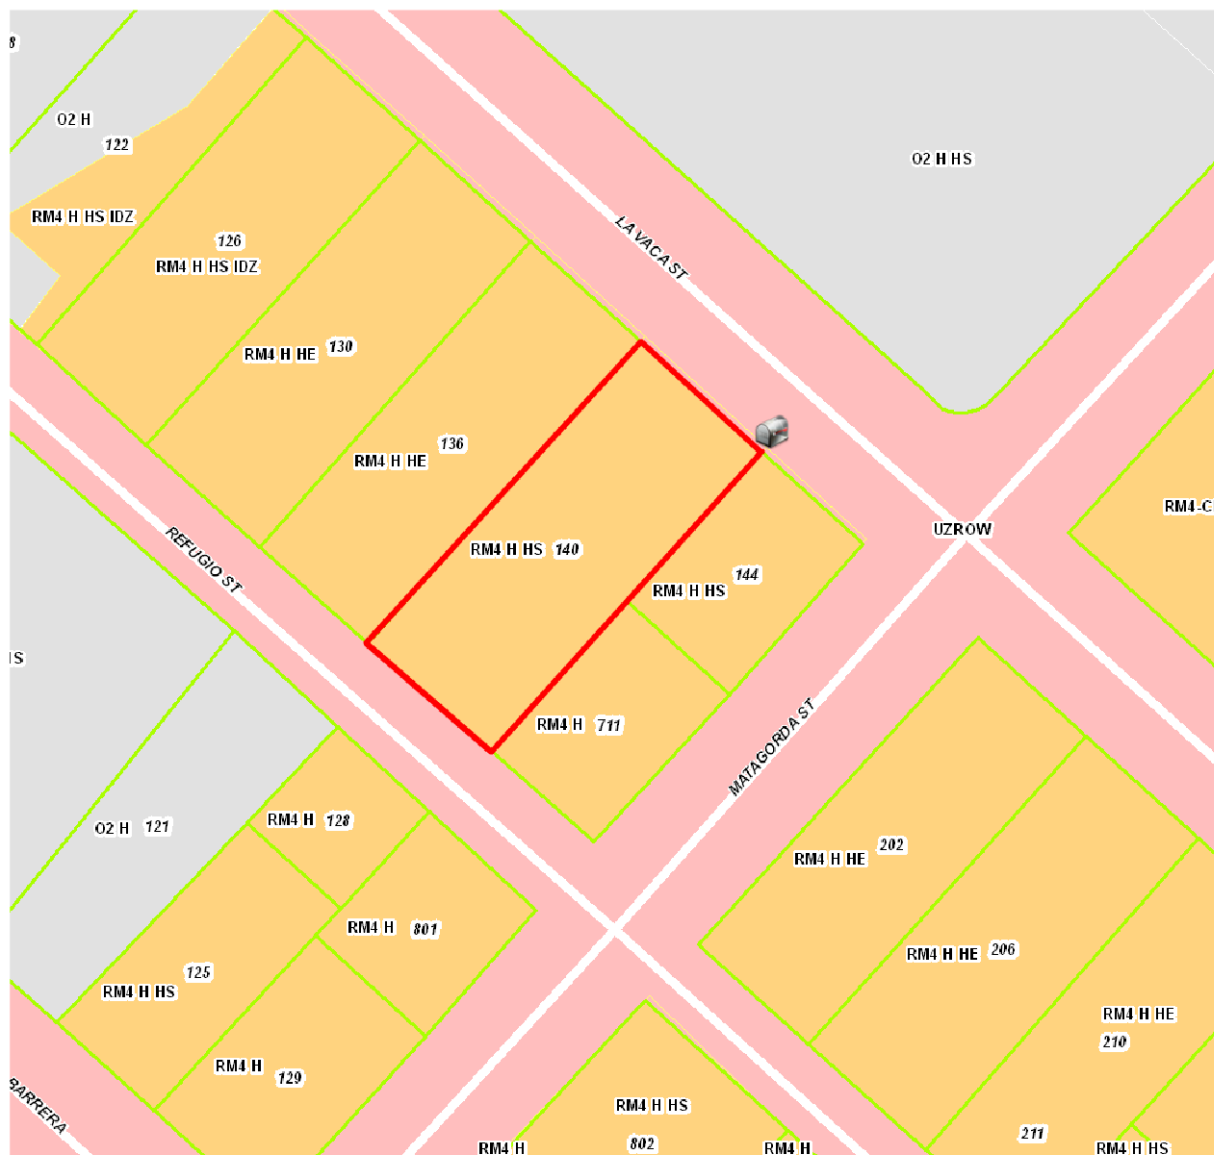 8
O2 H
122
O2 H HS
RM4 H HS IDZ
126
RM4 H HS IDZ
LAVACA ST
130
RM4 H HE
136
RM4 H HE
RM4-C
UZROW
REFUGIO ST
RM4 H HS 140
144
RM4 H HS
HS
RM4 H 711
MATAGORDA ST
RM4 H 128
O2 H 121
202
RM4 H HE
RM4 H 801
RM4 H HE 206
125
RM4 H HS
RM4 H HE
210
RM4 H
129
BARRERA
RM4 H HS
802
RM4 H
RM4 H
211
RM4 H HS